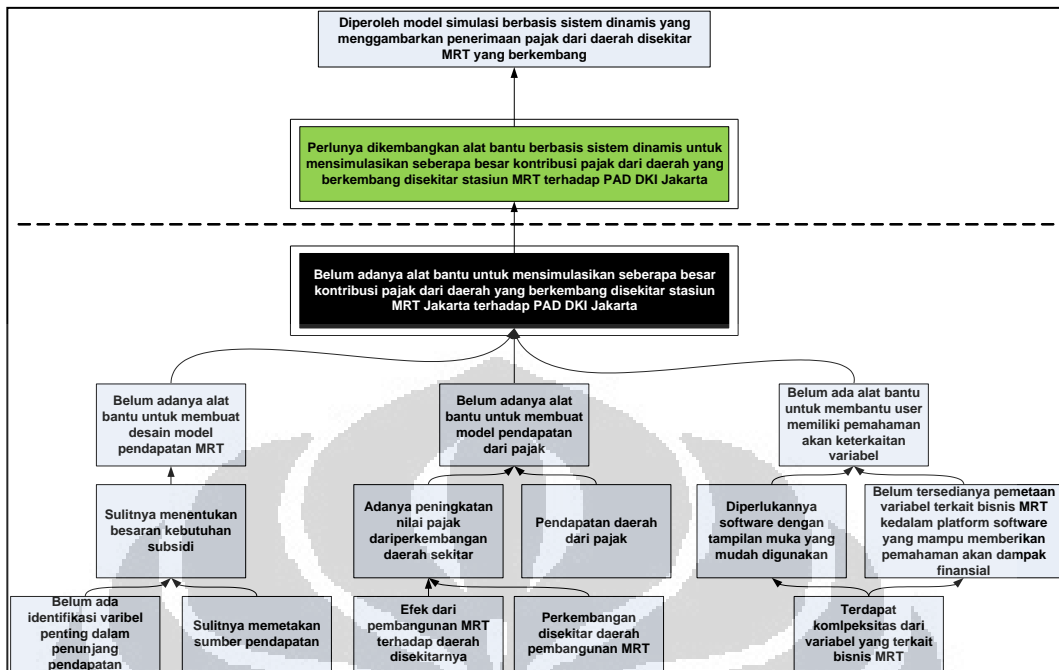 Diperoleh model simulasi berbasis sistem dinamis yang
menggambarkan penerimaan pajak dari daerah disekitar
MRT yang berkembang
Perlunya dikembangkan alat bantu berbasis sistem dinamis untuk
mensimulasikan seberapa besar kontribusi pajak dari daerah yang
berkembang disekitar stasiun MRT terhadap PAD DKI Jakarta
Belum adanya alat bantu untuk mensimulasikan seberapa besar
kontribusi pajak dari daerah yang berkembang disekitar stasiun
MRT Jakarta terhadap PAD DKI Jakarta
Belum adanya alat
bantu untuk membuat
desain model
pendapatan MRT
Belum adanya alat
bantu untuk membuat
model pendapatan
dari pajak
Belum ada alat bantu
untuk membantu user
memiliki pemahaman
akan keterkaitan
variabel
Sulitnya menentukan
besaran kebutuhan
subsidi
Adanya peningkatan
nilai pajak
dariperkembangan
daerah sekitar
Pendapatan daerah
dari pajak
Diperlukannya
software dengan
tampilan muka yang
mudah digunakan
Belum tersedianya pemetaan
variabel terkait bisnis MRT
kedalam platform software
yang mampu memberikan
pemahaman akan dampak
finansial
Belum ada
identifikasi varibel
penting dalam
penunjang
pendapatan
Sulitnya memetakan
sumber pendapatan
Efek dari
pembangunan MRT
terhadap daerah
disekitarnya
Perkembangan
disekitar daerah
pembangunan MRT
Terdapat
komlpeksitas dari
variabel yang terkait
bisnis MRT